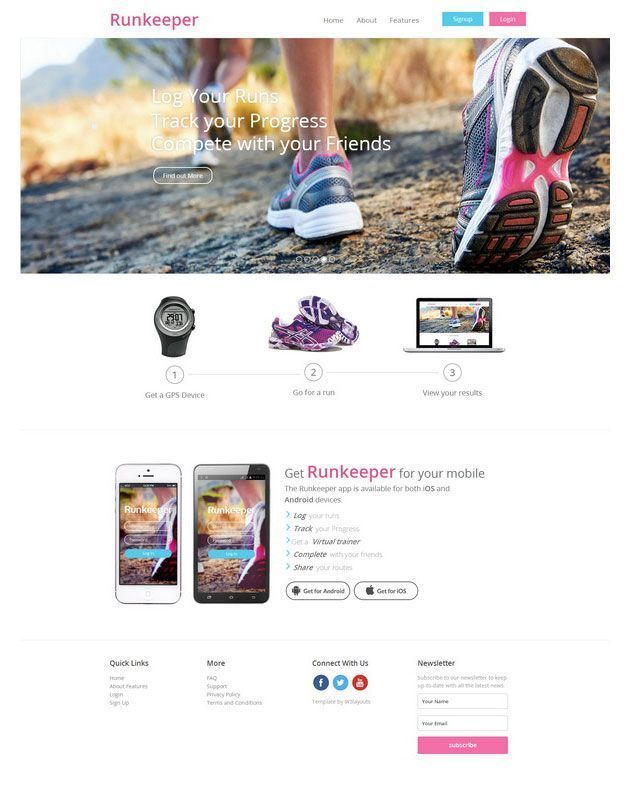 Runkeeper
Home About Features Signup Login
Log Your Runs
Track your Progress
Compete with your Friends
Find out More
1 2 3
Get a GPS Device Go for a run View your results
Runkeeper Runkeeper
Password Password
Log In Log In
Get Runkeeper for your mobile
The Runkeeper app is available for both iOS and
Android devices.
Log your runs
Track your Progress
Get a Virtual trainer
Complete with your friends
Share your routes
Get for Android Get for iOS
Quick Links More Connect With Us Newsletter
Home FAQ Subscribe to our newsletter to keep
About Features Support up-to-date with all the latest news.
Login Privacy Policy
Sign Up Terms and Conditions Template by W3layouts
You Tube
Your Name
Your Email
subscribe